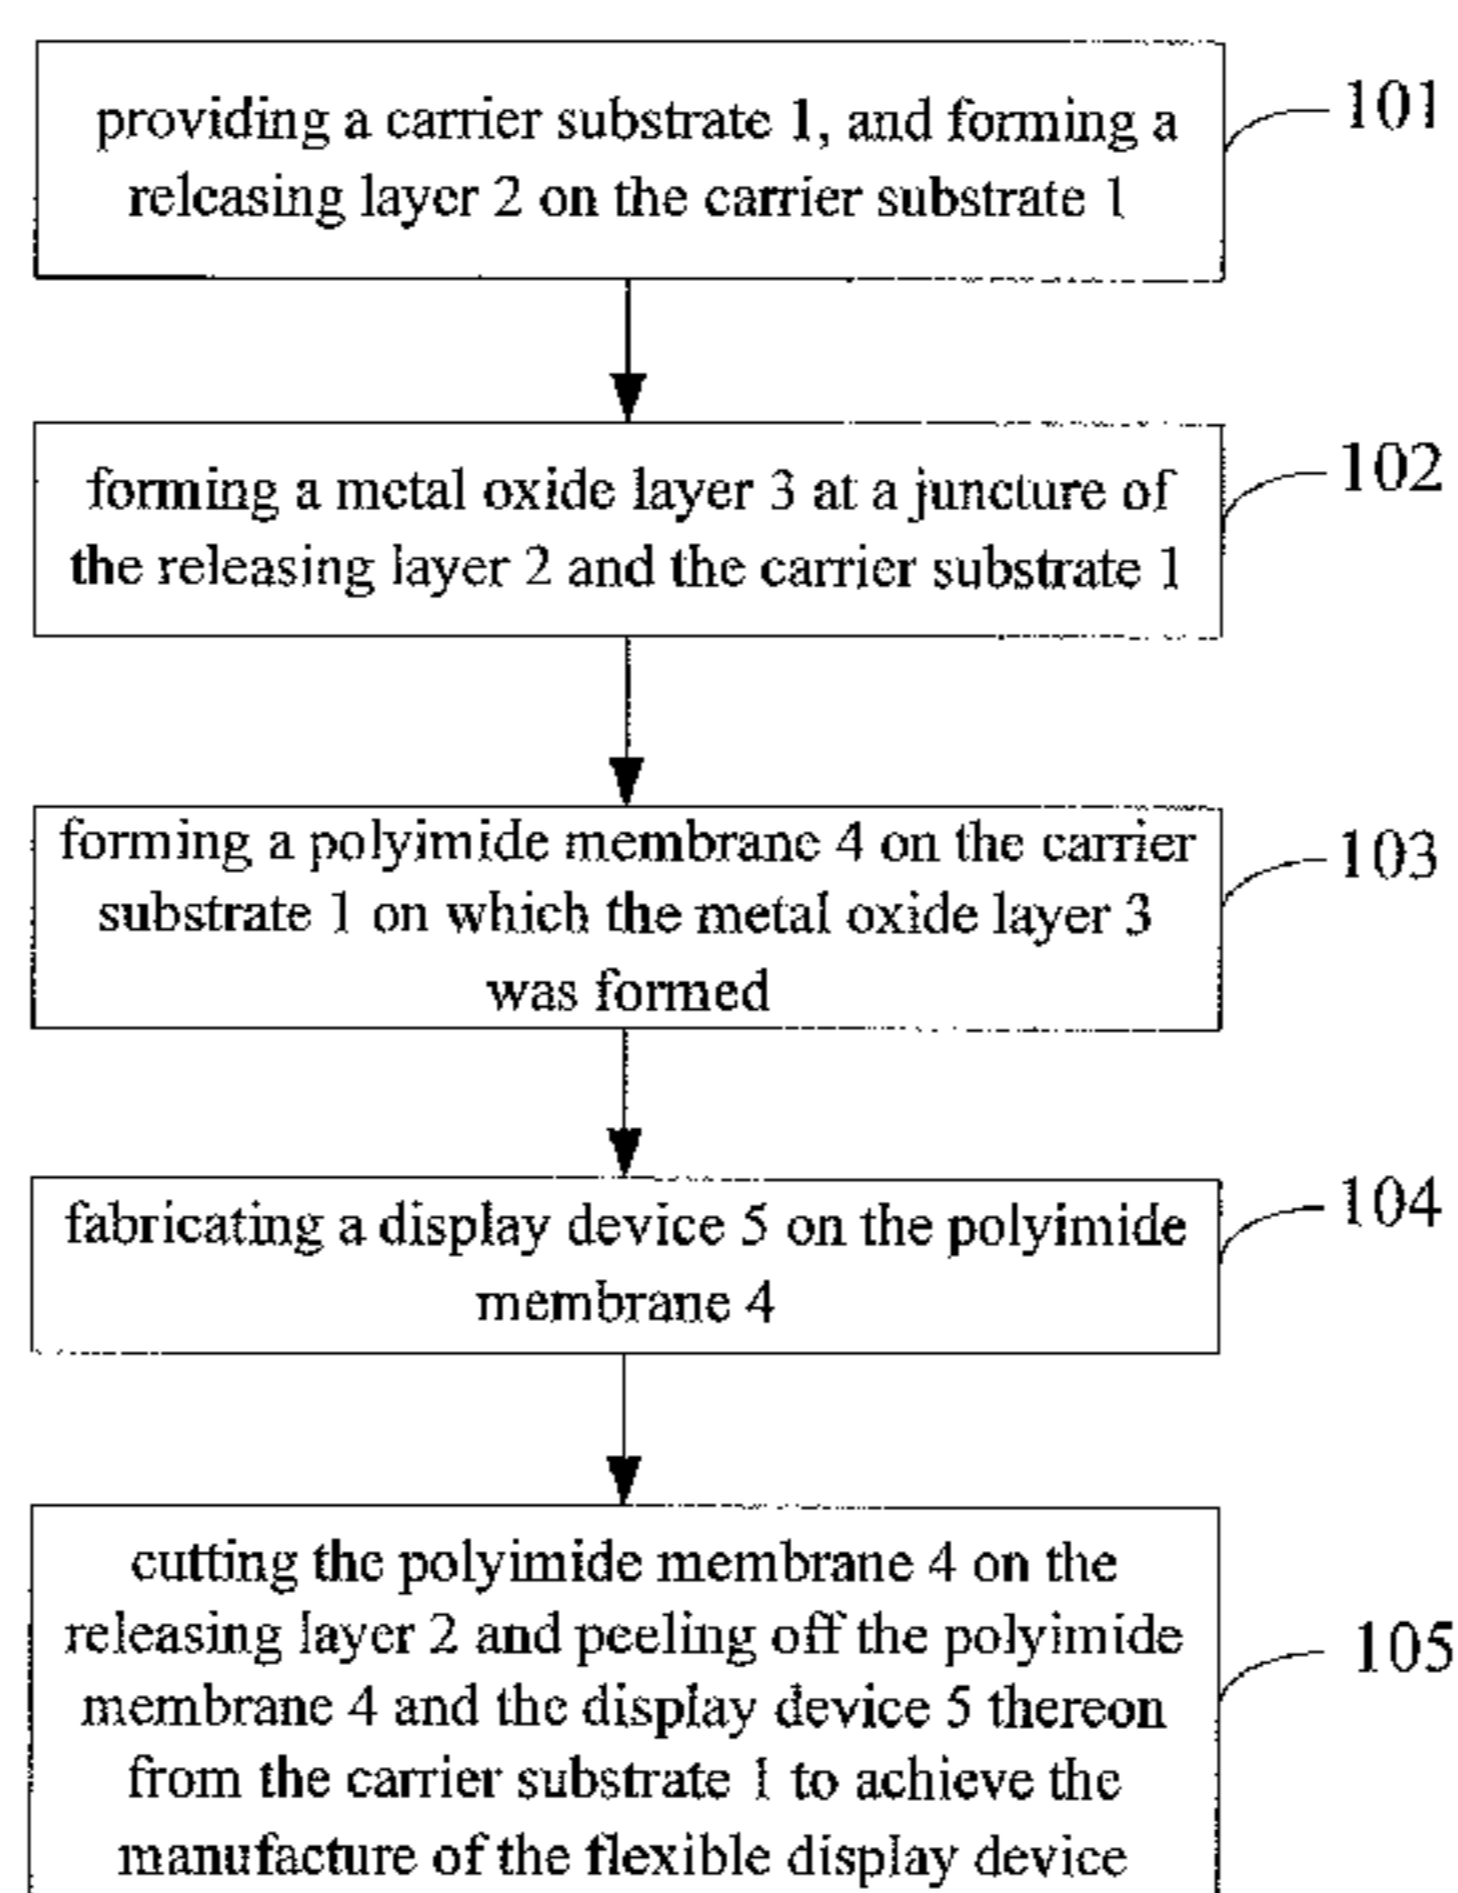 providing a carrier substrate 1, and forming a
releasing layer 2 on the carrier substrate 1
101
forming a metal oxide layer 3 at a juncture of
the releasing layer 2 and the carrier substrate 1
102
forming a polyimide membrane 4 on the carrier
substrate 1 on which the metal oxide layer 3
was formed
103
fabricating a display device 5 on the polyimide
membrane 4
104
cutting the polyimide membrane 4 on the
releasing layer 2 and peeling off the polyimide
membrane 4 and the display device 5 thereon
from the carrier substrate 1 to achieve the
manufacture of the flexible display device
105